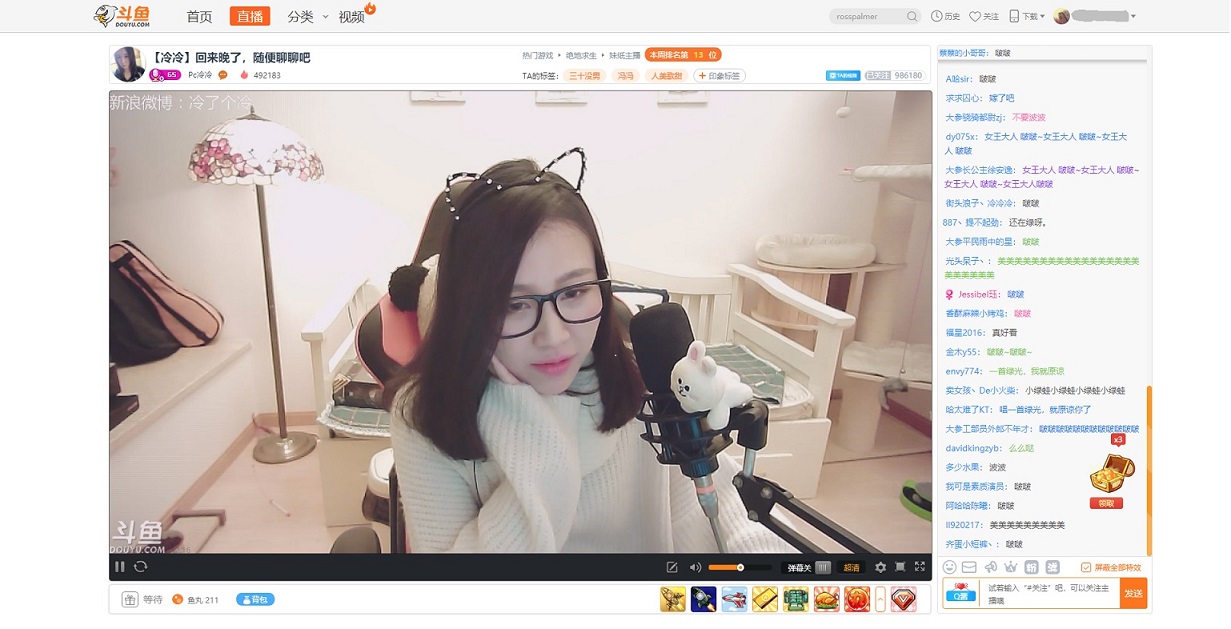 斗鱼
DOUYU.COM
首页
直播
分类
视频
rosspalmer
历史
关注
下载
【冷冷】回来晚了，随便聊聊吧
65
Pc冷冷
492183
热门游戏
绝地求生
妹纸主播
本周排名第 13 位
TA的标签：
三十没男
冯冯
人美歌甜
+ 印象标签
已关注
986180
新浪微博：冷了个冷
斗鱼
DOUYU.COM
弹幕关
超清
等待
鱼丸 211
背包
鬃鬃的小哥哥： 啵啵
A哈sir： 啵啵
求求囚心： 嫁了吧
大参骁骑都尉zj： 不要波波
dy075x： 女王大人 啵啵~女王大人 啵啵~女王大
人 啵啵
大参长公主徐安逸： 女王大人 啵啵~女王大人 啵啵~
女王大人 啵啵~女王大人啵啵
街头浪子丶冷冷冷： 啵啵
887丶提不起劲： 还在绿呀。
大参平民雨中的星： 啵啵
光头呆子丶： 美美美美美美美美美美美美美美美美美
美美美美美美
Jessibel珏： 啵啵
香酥麻辣小烤鸡： 啵啵
福星2016： 真好看
金木y55： 啵啵~啵啵~
envy774： 一首绿光，我就原谅
卖女孩丶De小火柴： 小绿蛙小绿蛙小绿蛙小绿蛙
哈太难了KT： 唱一首绿光，就原谅你了
大参工部员外郎不年才： 啵啵啵啵啵啵啵啵啵啵啵啵
davidkingzyb： 么么哒
x3
多少水果： 波波
我可是素质演员： 啵啵
领取
阿哈哈陈曦： 啵啵
ll920217： 美美美美美美美美美
齐蛋小短裤丶： 啵啵
屏蔽全部特效
试着输入 "#关注" 吧，可以关注主
播喵
发送